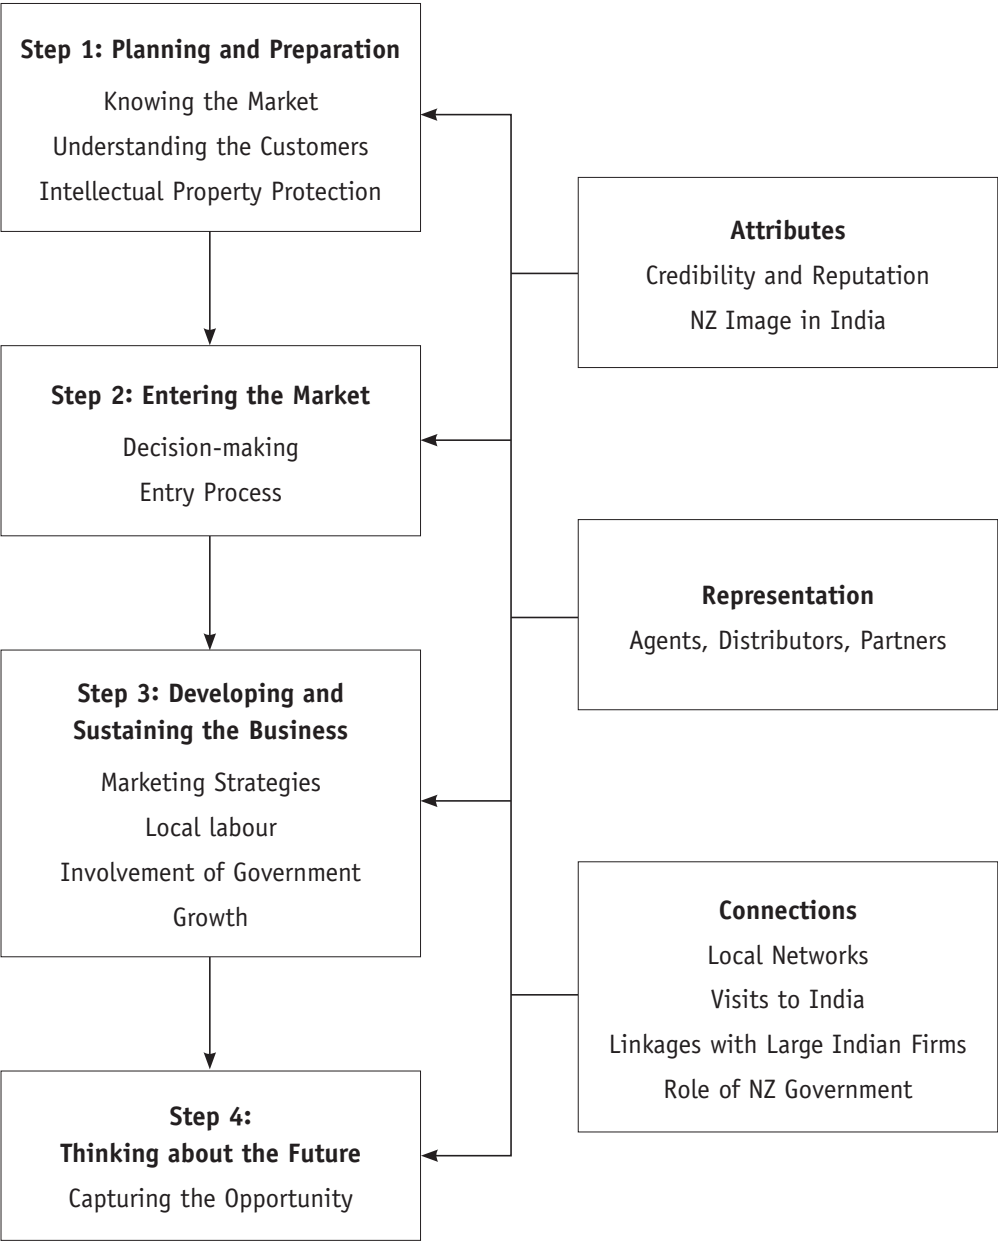 Step 1: Planning and Preparation
Knowing the Market
Understanding the Customers
Intellectual Property Protection
Step 2: Entering the Market
Decision-making
Entry Process
Step 3: Developing and
Sustaining the Business
Marketing Strategies
Local labour
Involvement of Government
Growth
Step 4:
Thinking about the Future
Capturing the Opportunity
Attributes
Credibility and Reputation
NZ Image in India
Representation
Agents, Distributors, Partners
Connections
Local Networks
Visits to India
Linkages with Large Indian Firms
Role of NZ Government